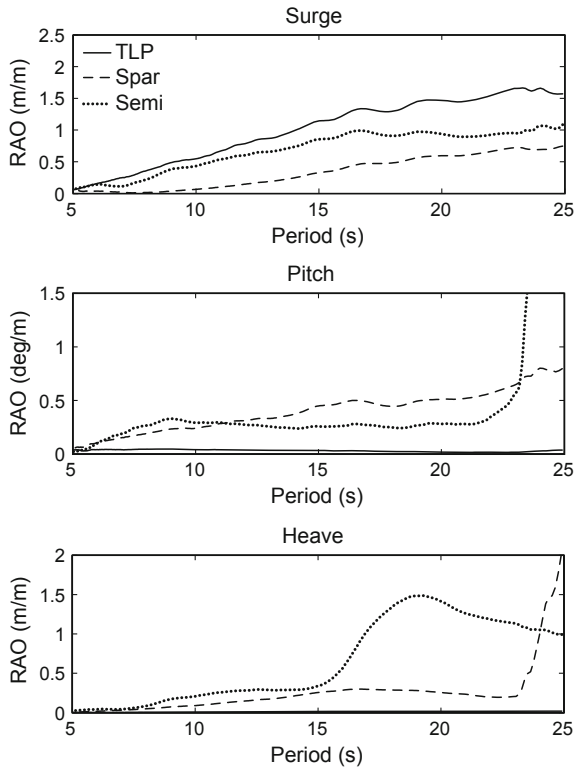 Surge
2.5
2
1.5
1
0.5
0
RAO (m/m)
TLP
Spar
Semi
5 10 15 20 25
Period (s)
Pitch
1.5
1
0.5
0
RAO (deg/m)
5 10 15 20 25
Period (s)
Heave
2
1.5
1
0.5
0
RAO (m/m)
5 10 15 20 25
Period (s)